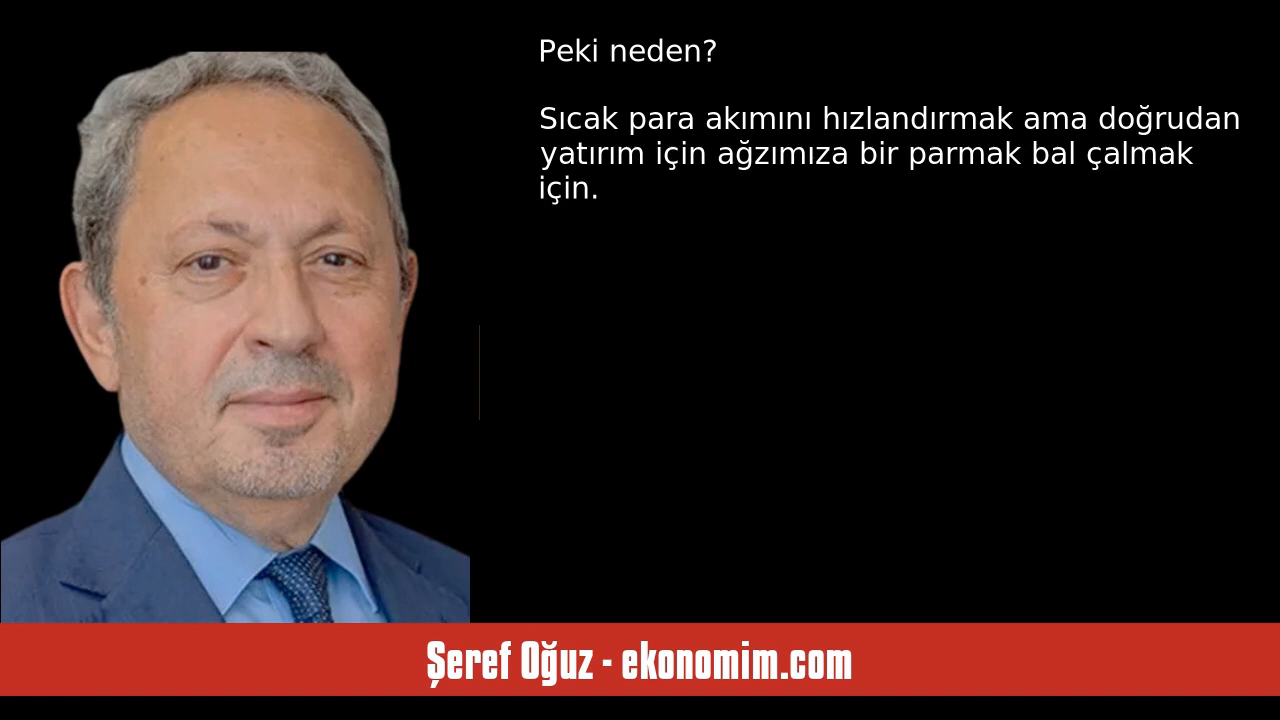 Peki neden?
Sıcak para akımını hızlandırmak ama doğrudan
yatırım için ağzımıza bir parmak bal çalmak
için.
Şeref Oğuz - ekonomim.com